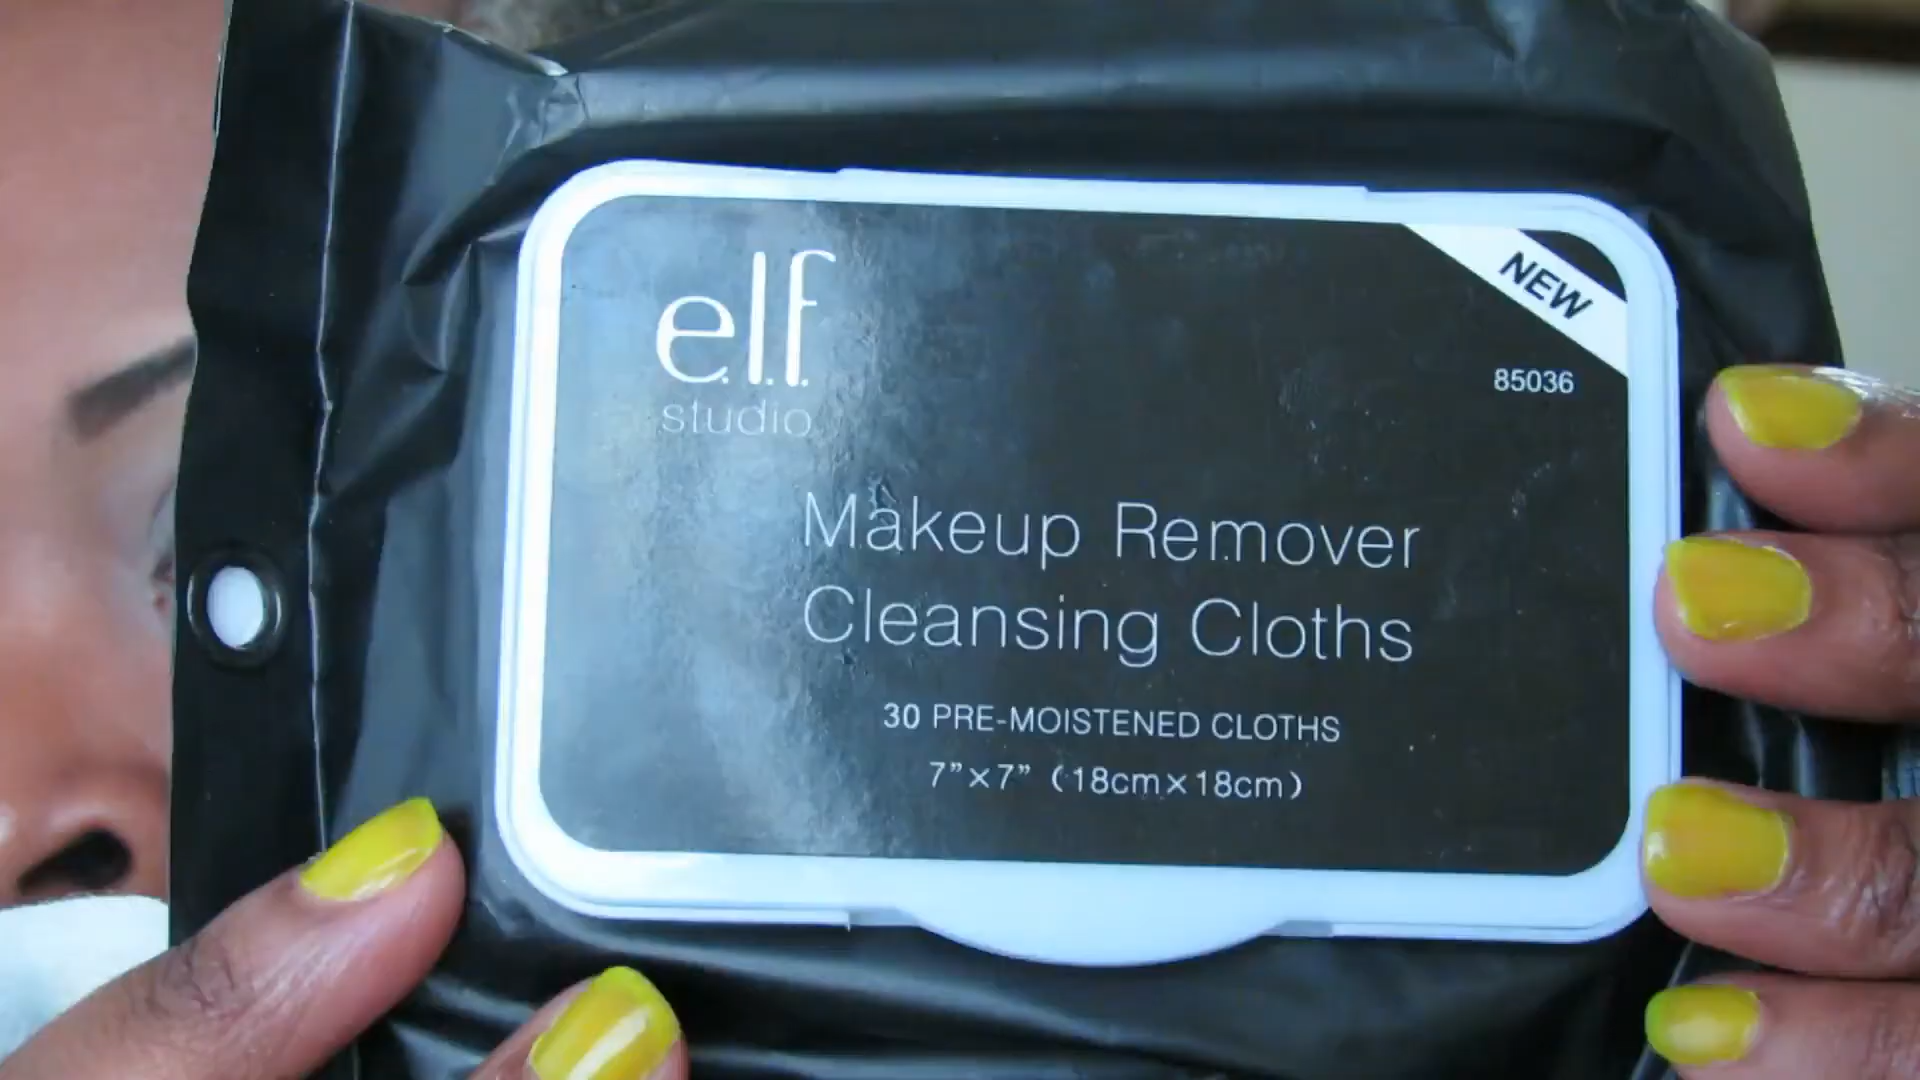 e.l.f.
studio
NEW
85036
Makeup Remover
Cleansing Cloths
30 PRE-MOISTENED CLOTHS
7”×7” (18cm×18cm)